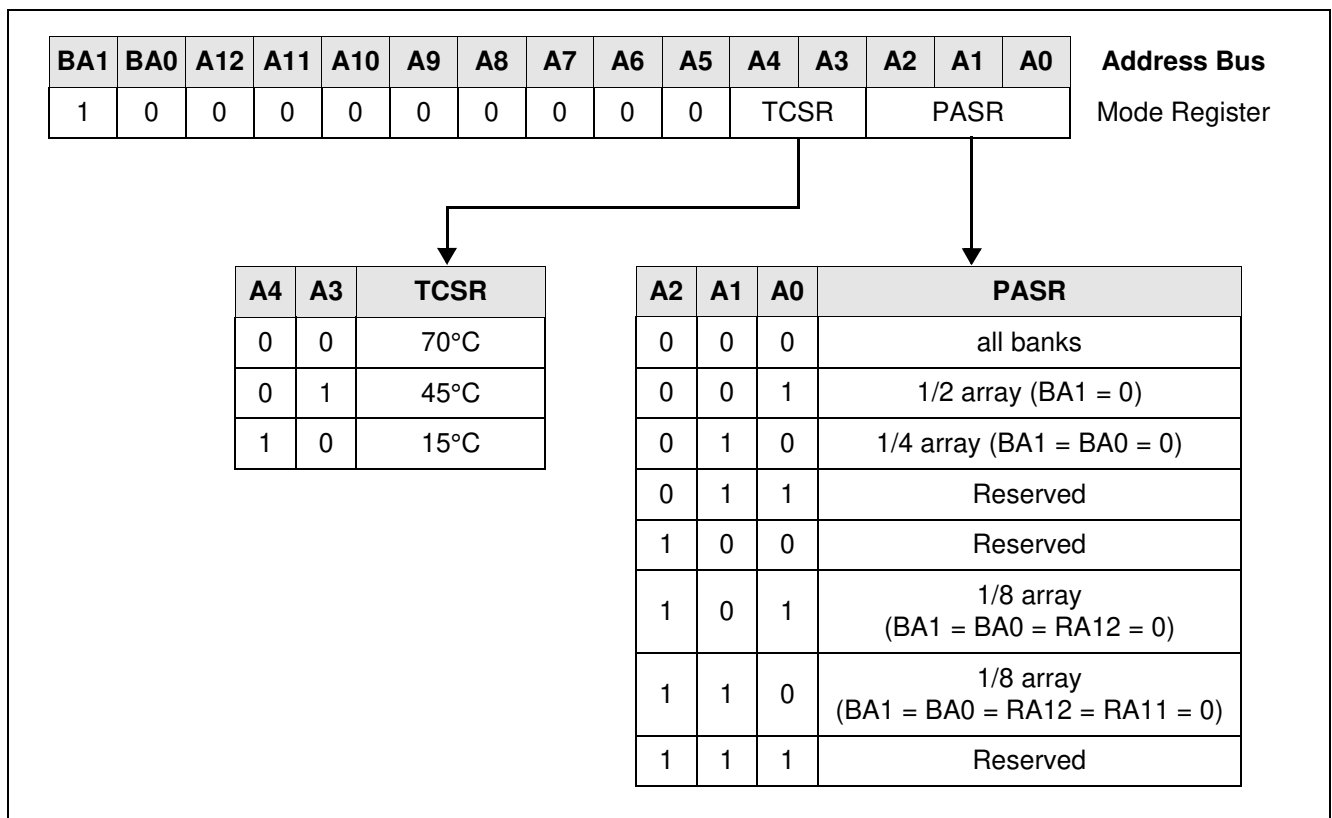 BA1 BA0 A12 A11 A10 A9 A8 A7 A6 A5 A4 A3 A2 A1 A0 Address Bus
1 0 0 0 0 0 0 0 0 0 TCSR PASR Mode Register
A4 A3 TCSR
0 0 70°C
0 1 45°C
1 0 15°C
A2 A1 A0 PASR
0 0 0 all banks
0 0 1 1/2 array (BA1 = 0)
0 1 0 1/4 array (BA1 = BA0 = 0)
0 1 1 Reserved
1 0 0 Reserved
1 0 1 1/8 array
(BA1 = BA0 = RA12 = 0)
1 1 0 1/8 array
(BA1 = BA0 = RA12 = RA11 = 0)
1 1 1 Reserved